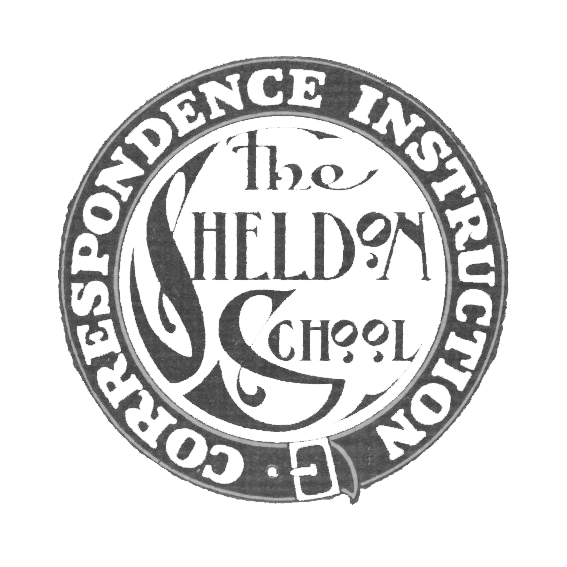 CORRESPONDENCE INSTRUCTION
The
SHELDON
SCHOOL